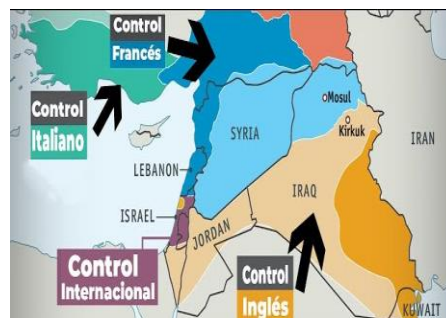 Control
Francés
Control
Italiano
Mosul
Kirkuk
SYRIA
IRAN
LEBANON
IRAQ
ISRAEL
JORDAN
Control
Internacional
Control
Inglés
KUWAIT